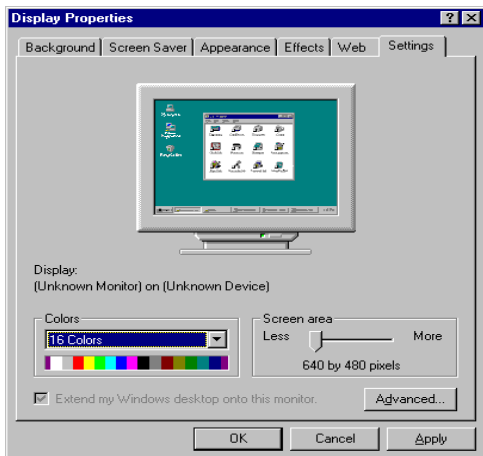 Display Properties
Background Screen Saver Appearance Effects Web Settings
Display:
(Unknown Monitor) on (Unknown Device)
Colors
16 Colors
Screen area
Less More
640 by 480 pixels
Extend my Windows desktop onto this monitor.
Advanced...
OK Cancel Apply